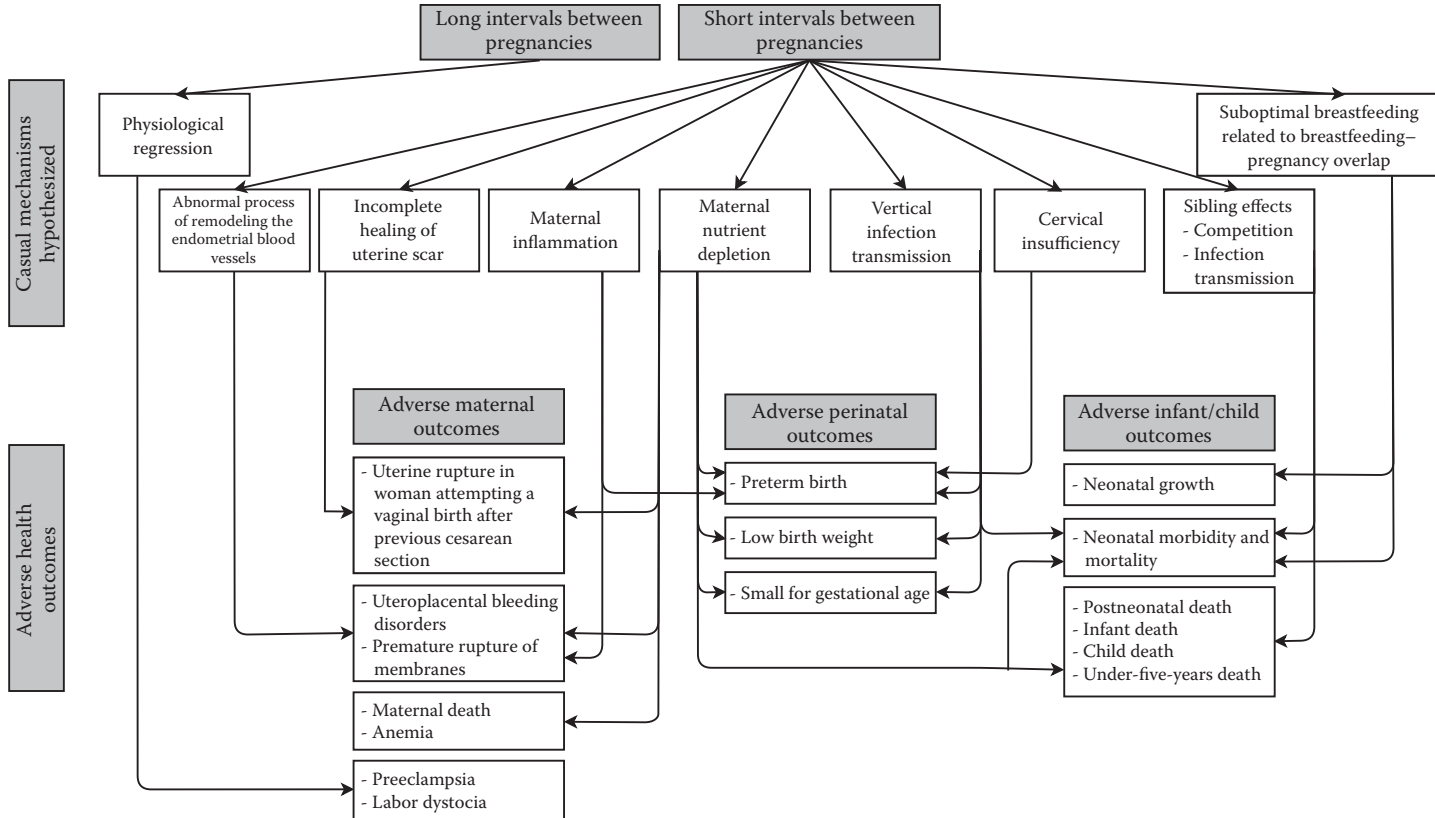 Long intervals between
pregnancies
Short intervals between
pregnancies
Casual mechanisms
hypothesized
Physiological
regression
Suboptimal breastfeeding
related to breastfeeding–
pregnancy overlap
Abnormal process
of remodeling the
endometrial blood
vessels
Incomplete
healing of
uterine scar
Maternal
inflammation
Maternal
nutrient
depletion
Vertical
infection
transmission
Cervical
insufficiency
Sibling effects
- Competition
- Infection
transmission
Adverse health
outcomes
Adverse maternal
outcomes
- Uterine rupture in
woman attempting a
vaginal birth after
previous cesarean
section
- Uteroplacental bleeding
disorders
- Premature rupture of
membranes
- Maternal death
- Anemia
- Preeclampsia
- Labor dystocia
Adverse perinatal
outcomes
- Preterm birth
- Low birth weight
- Small for gestational age
Adverse infant/child
outcomes
- Neonatal growth
- Neonatal morbidity and
mortality
- Postneonatal death
- Infant death
- Child death
- Under-five-years death